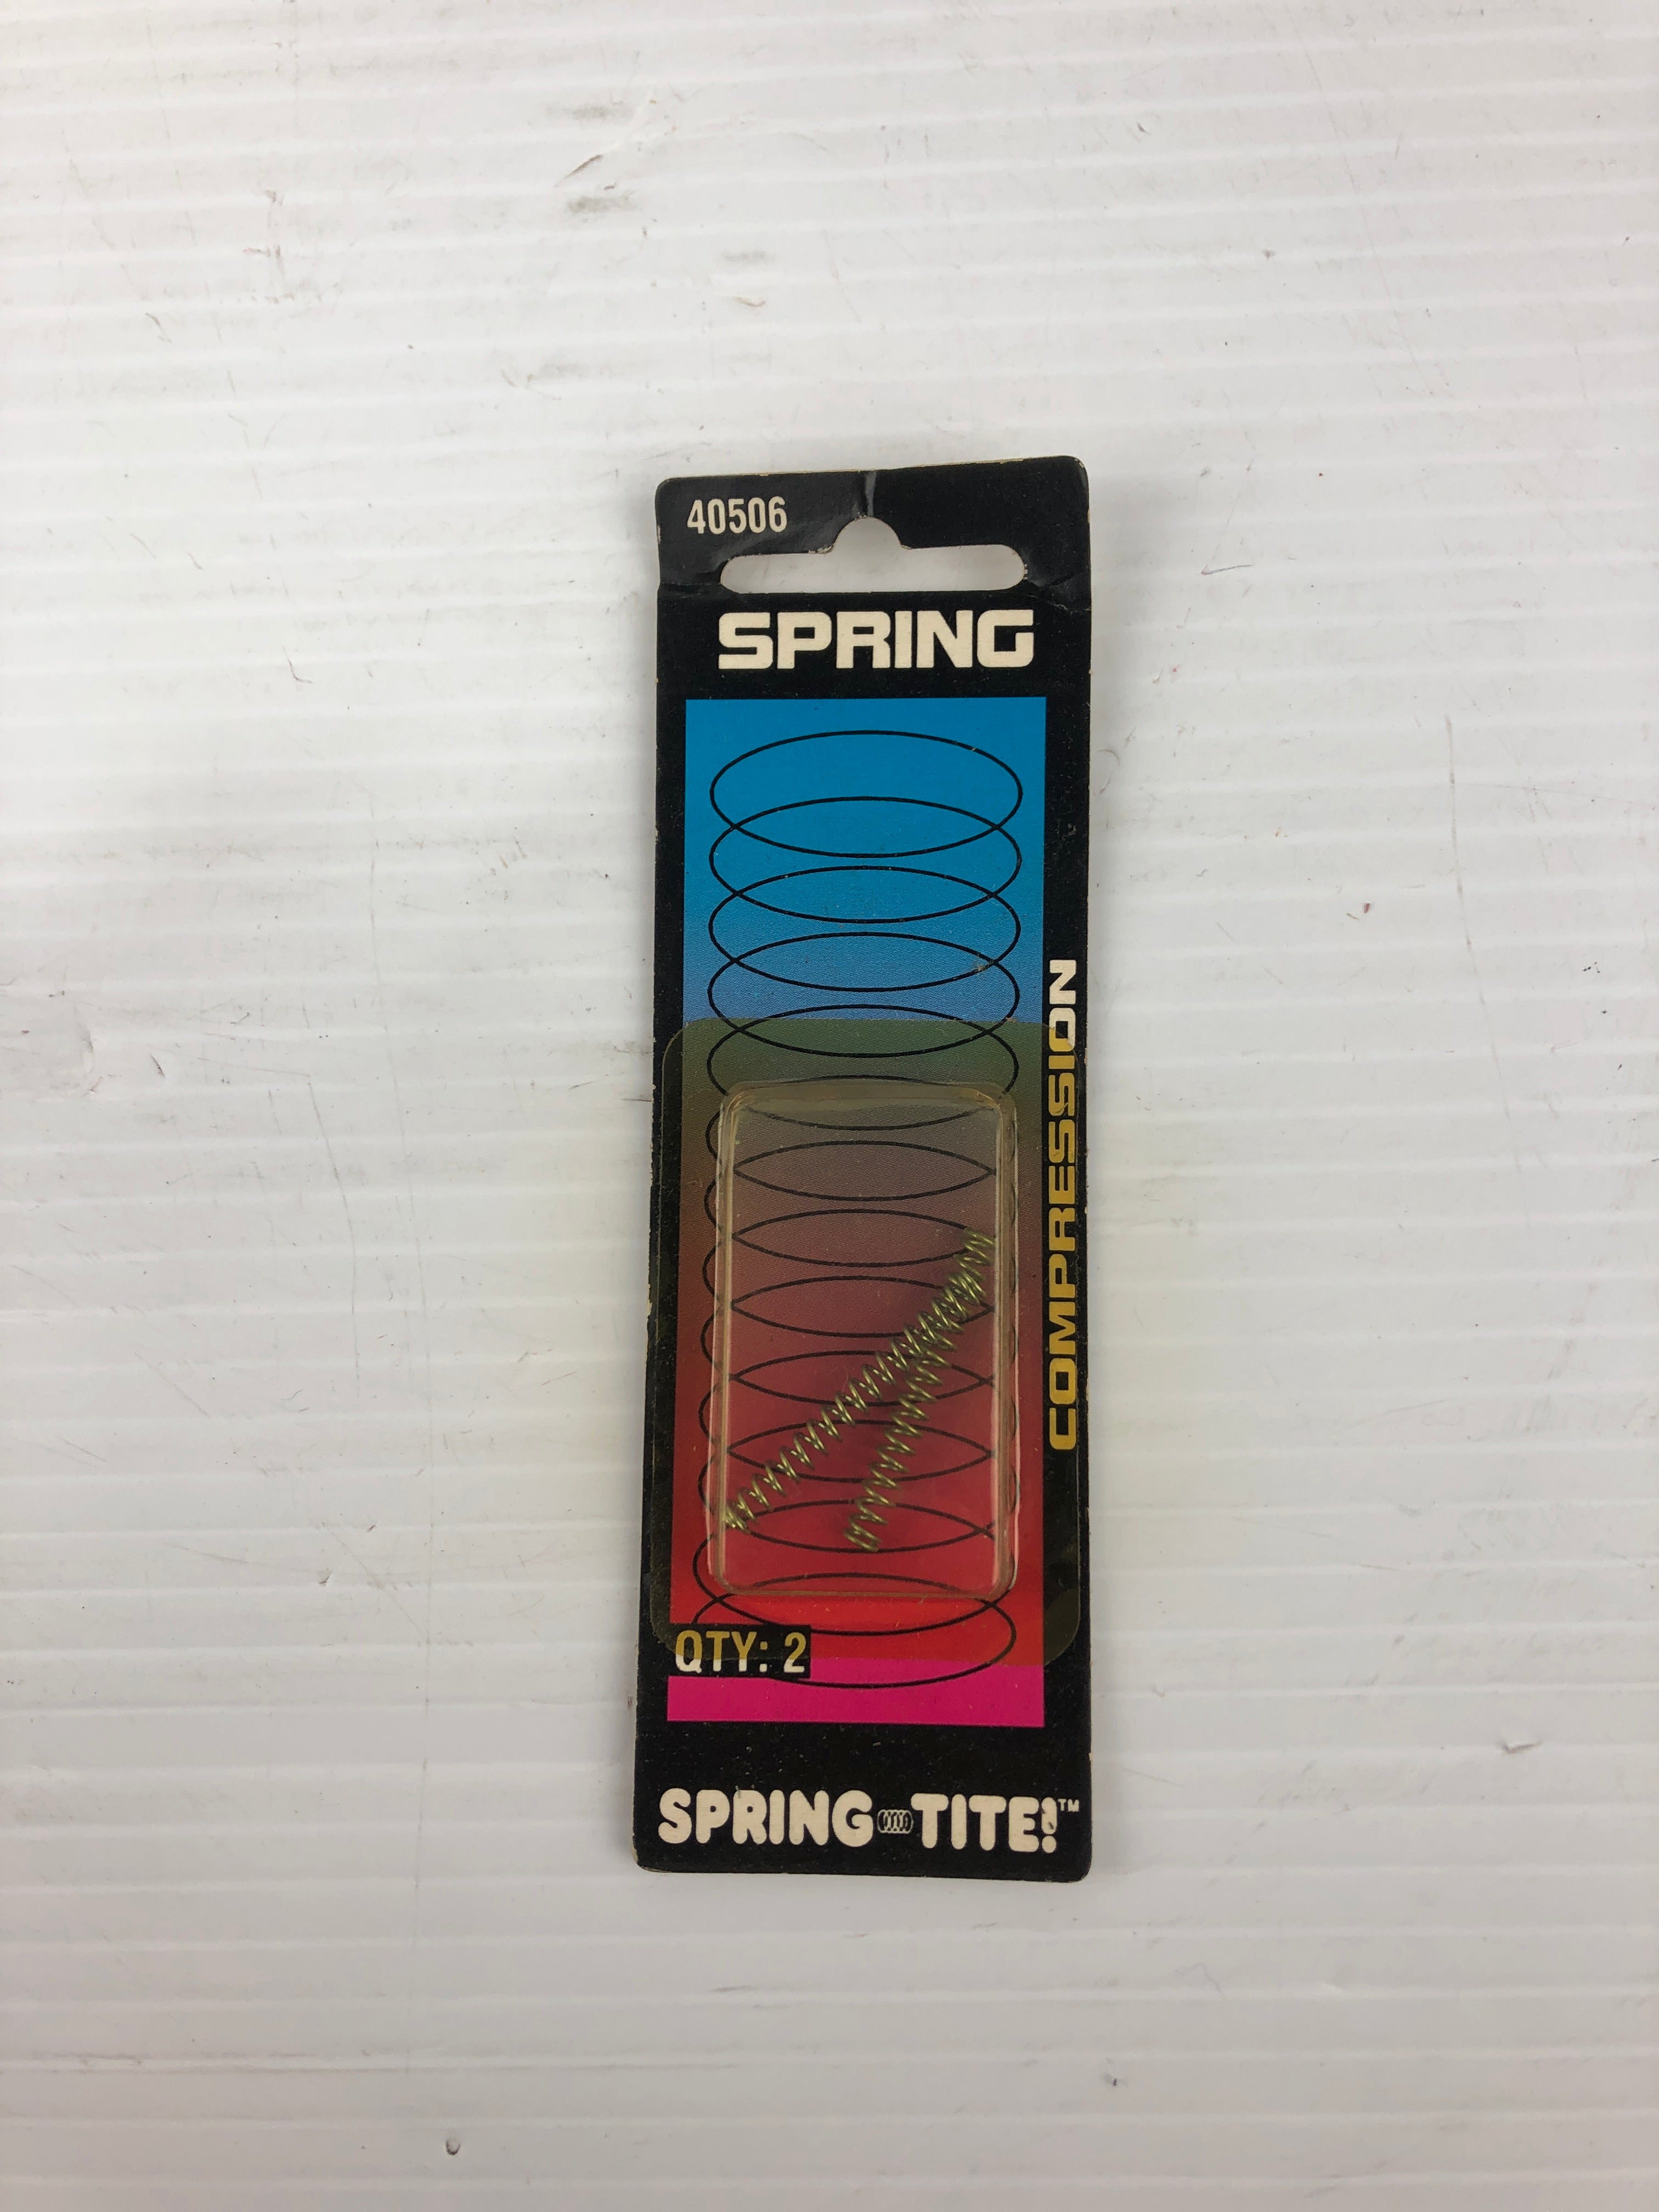 40506
SPRING
COMPRESSION
QTY: 2
SPRING-TITE!™